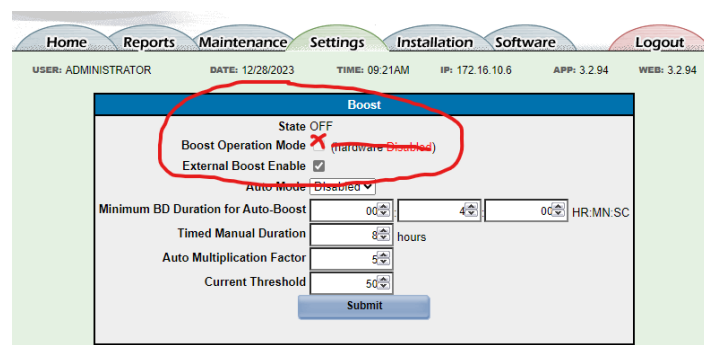 Home Reports Maintenance Settings Installation Software Logout
USER: ADMINISTRATOR DATE: 12/28/2023 TIME: 09:21AM IP: 172.16.10.6 APP: 3.2.94 WEB: 3.2.94
Boost
State OFF
Boost Operation Mode (hardware Disabled)
External Boost Enable
Auto Mode Disabled
Minimum BD Duration for Auto-Boost 00 : 4 : 00 HR:MN:SC
Timed Manual Duration 8 hours
Auto Multiplication Factor 5
Current Threshold 50
Submit